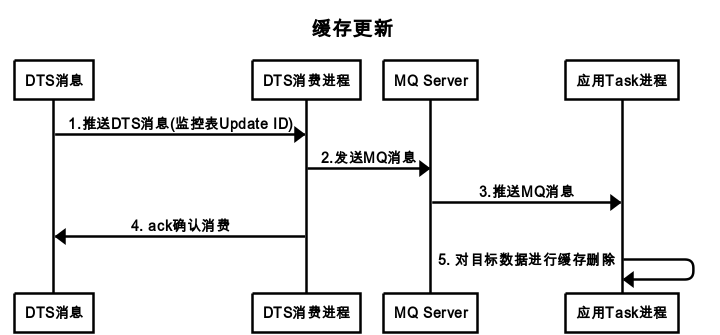 缓存更新
DTS消息
DTS消费进程
MQ Server
应用Task进程
1.推送DTS消息(监控表Update ID)
2.发送MQ消息
3.推送MQ消息
4. ack确认消费
5. 对目标数据进行缓存删除
DTS消息
DTS消费进程
MQ Server
应用Task进程